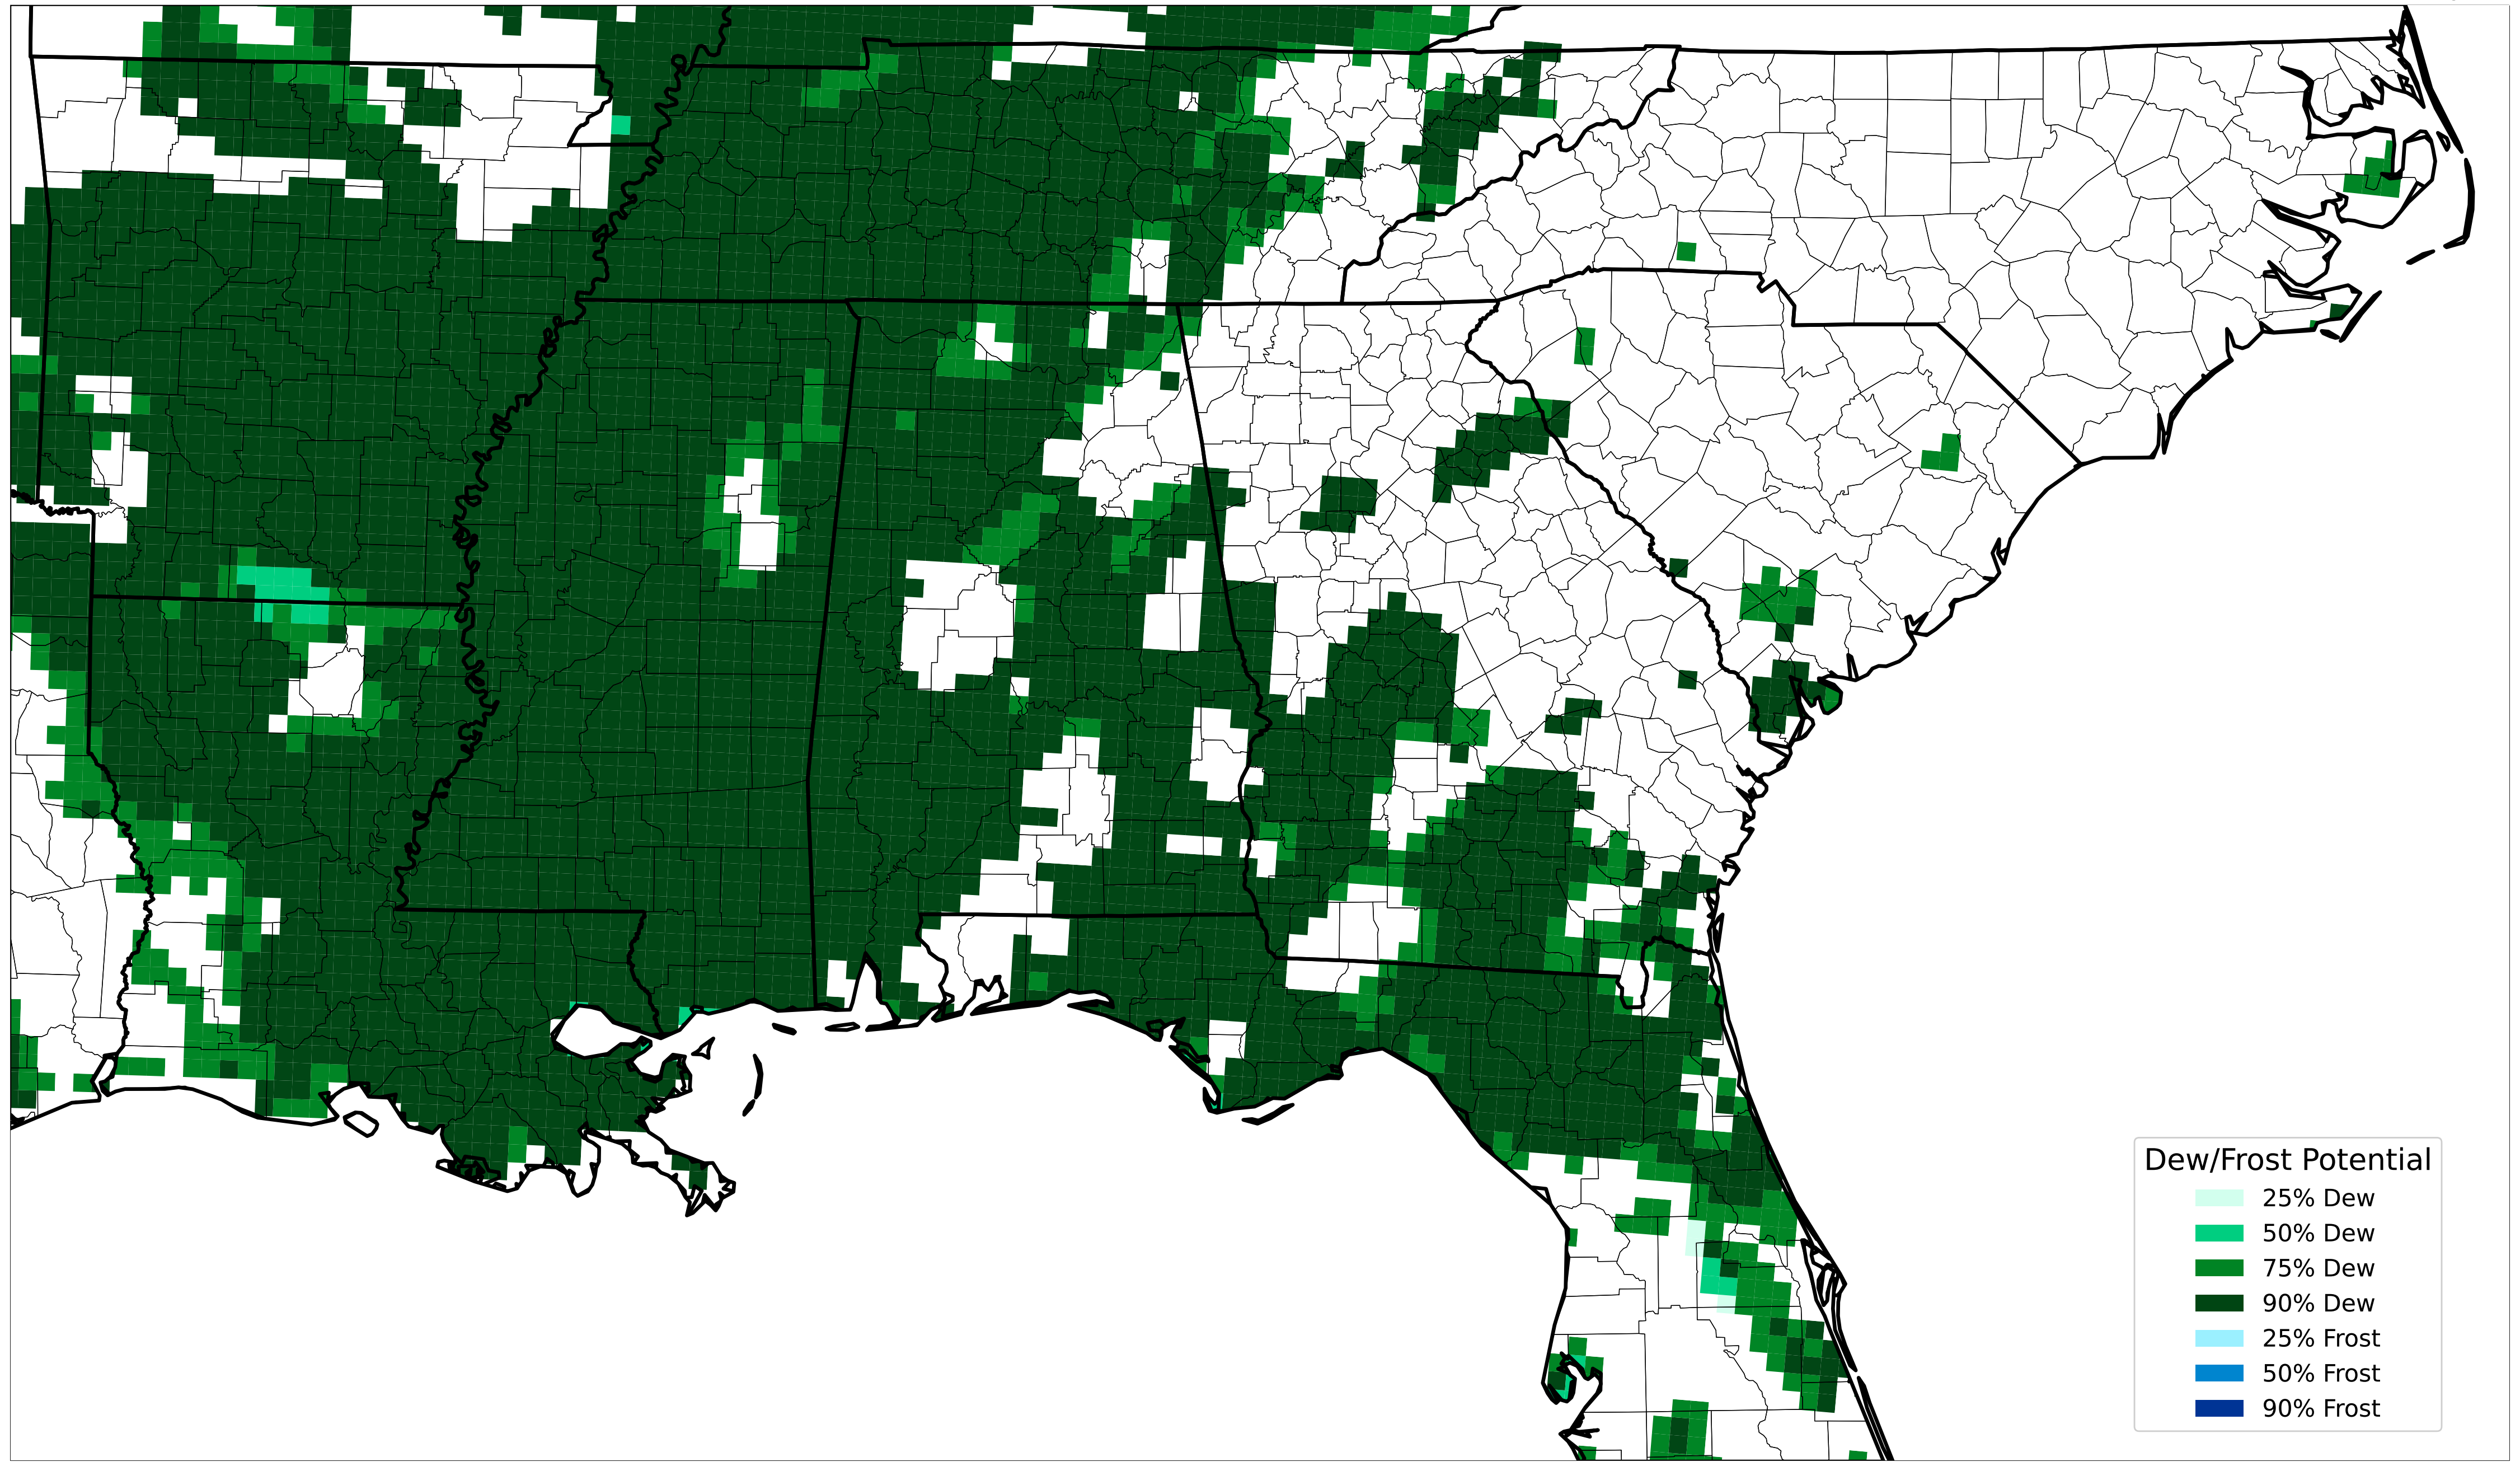 Dew/Frost Potential
25% Dew
50% Dew
75% Dew
90% Dew
25% Frost
50% Frost
90% Frost